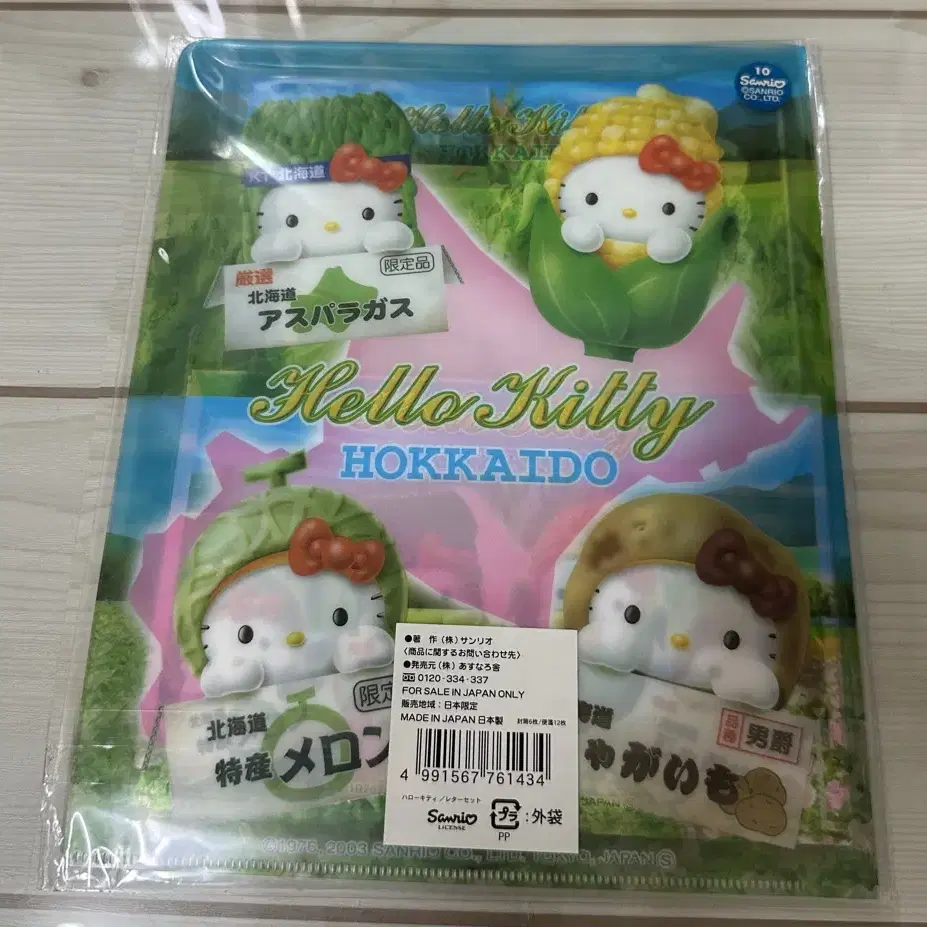 10
Sanrio
©SANRIO
CO., LTD.
Hello Kitty
HOKKAIDO
北海道
厳選
限定品
北海道
アスパラガス
Hello Kitty
HOKKAIDO
限定
北海道
特産 メロン
品種
男爵
ゃがいも
●著 作(株)サンリオ
〈商品に関するお問い合わせ先〉
●発売元(株)あすなろ舎
0120-334-337
FOR SALE IN JAPAN ONLY
販売地域:日本限定
MADE IN JAPAN 日本製
封筒6枚/便箋12枚
4 991567 761434
ハローキティ/レターセット
Sanrio
LICENSE
プラ
:外袋
PP
©1976, 2003 SANRIO CO., LTD. TOKYO, JAPAN Ⓢ